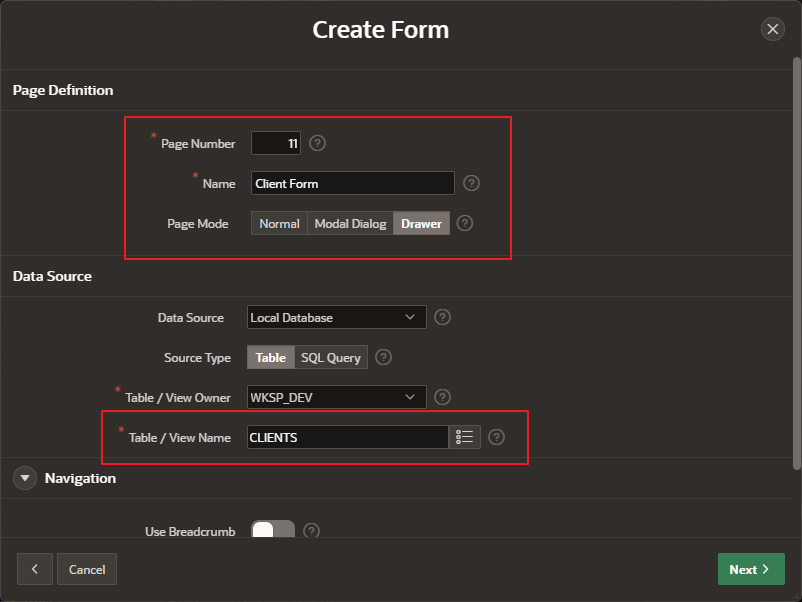 Create Form
Page Definition
* Page Number 11 ?
* Name Client Form ?
Page Mode Normal Modal Dialog Drawer ?
Data Source
Data Source Local Database ?
Source Type Table SQL Query ?
* Table / View Owner WKSP_DEV ?
* Table / View Name CLIENTS ?
Navigation
Use Breadcrumb ?
Cancel Next